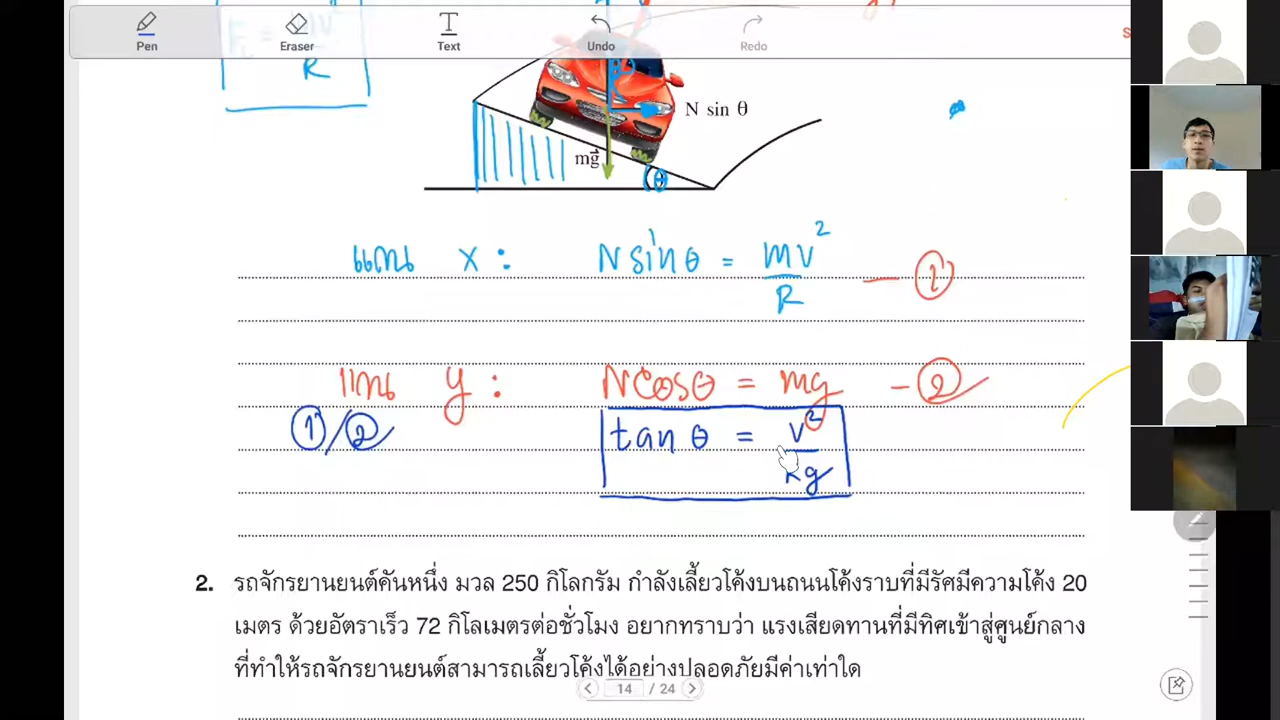 Pen
Eraser
Text
Undo
Redo
R
N sin θ
mg
θ
แกน x : N sin θ = mv²
R
— ①
แกน y : N cos θ = mg — ②
①/②
tan θ = v²
Rg
2. รถจักรยานยนต์คันหนึ่ง มวล 250 กิโลกรัม กำลังเลี้ยวโค้งบนถนนโค้งราบที่มีรัศมีความโค้ง 20
เมตร ด้วยอัตราเร็ว 72 กิโลเมตรต่อชั่วโมง อยากทราบว่า แรงเสียดทานที่มีทิศเข้าสู่ศูนย์กลาง
ที่ทำให้รถจักรยานยนต์สามารถเลี้ยวโค้งได้อย่างปลอดภัยมีค่าเท่าใด
14 / 24